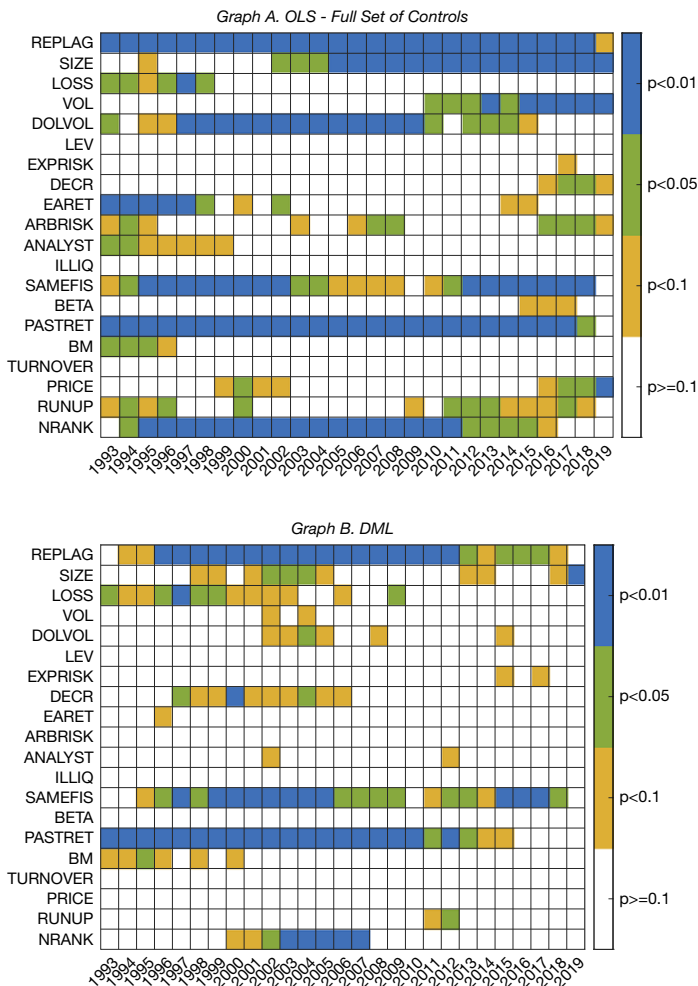 Graph A. OLS - Full Set of Controls
REPLAG
SIZE
LOSS
VOL
DOLVOL
LEV
EXPRISK
DECR
EARET
ARBRISK
ANALYST
ILLIQ
SAMEFIS
BETA
PASTRET
BM
TURNOVER
PRICE
RUNUP
NRANK
p<0.01
p<0.05
p<0.1
p>=0.1
1993 1994 1995 1996 1997 1998 1999 2000 2001 2002 2003 2004 2005 2006 2007 2008 2009 2010 2011 2012 2013 2014 2015 2016 2017 2018 2019
Graph B. DML
REPLAG
SIZE
LOSS
VOL
DOLVOL
LEV
EXPRISK
DECR
EARET
ARBRISK
ANALYST
ILLIQ
SAMEFIS
BETA
PASTRET
BM
TURNOVER
PRICE
RUNUP
NRANK
p<0.01
p<0.05
p<0.1
p>=0.1
1993 1994 1995 1996 1997 1998 1999 2000 2001 2002 2003 2004 2005 2006 2007 2008 2009 2010 2011 2012 2013 2014 2015 2016 2017 2018 2019